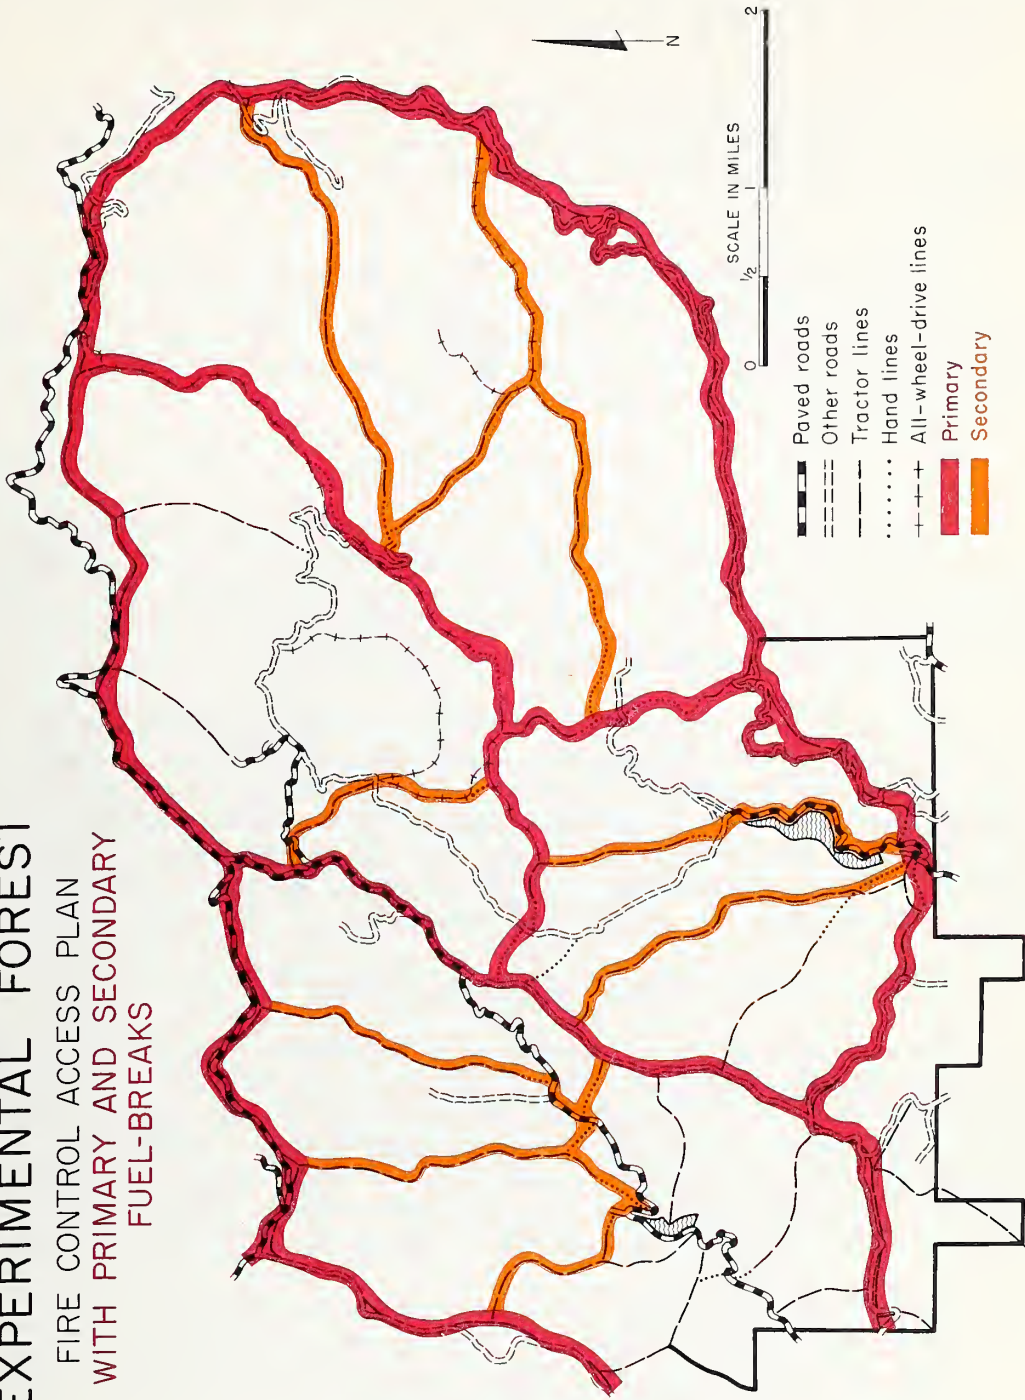 EXPERIMENTAL FOREST
FIRE CONTROL ACCESS PLAN
WITH PRIMARY AND SECONDARY
FUEL-BREAKS
N
SCALE IN MILES
0 1/2 1 2
Paved roads
Other roads
Tractor lines
Hand lines
All-wheel-drive lines
Primary
Secondary